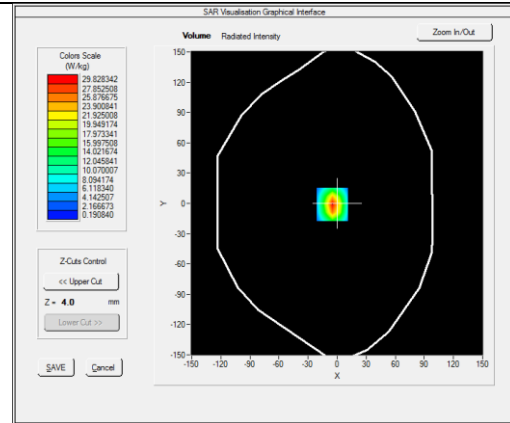 SAR Visualisation Graphical Interface
Volume Radiated Intensity
Zoom In/Out
Colors Scale
(W/kg)
29.828342
27.852508
25.876675
23.900841
21.925008
19.949174
17.973341
15.997508
14.021674
12.045841
10.070007
8.094174
6.118340
4.142507
2.166673
0.190840
Z-Cuts Control
<< Upper Cut
Z = 4.0 mm
Lower Cut >>
SAVE Cancel
150
120
90
60
30
Y 0
-30
-60
-90
-120
-150
-150 -120 -90 -60 -30 0 30 60 90 120 150
X